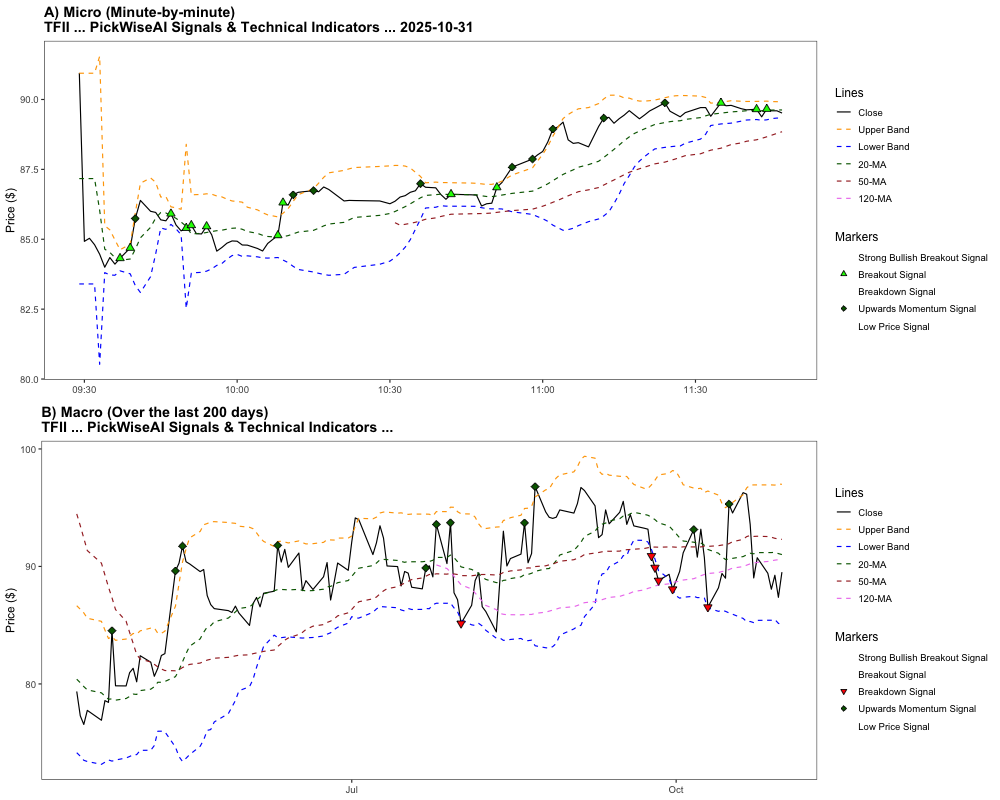 A) Micro (Minute-by-minute)
TFII ... PickWiseAI Signals & Technical Indicators ... 2025-10-31
Price ($)
90.0
87.5
85.0
82.5
80.0
09:30
10:00
10:30
11:00
11:30
Lines
Close
Upper Band
Lower Band
20-MA
50-MA
120-MA
Markers
Strong Bullish Breakout Signal
Breakout Signal
Breakdown Signal
Upwards Momentum Signal
Low Price Signal
B) Macro (Over the last 200 days)
TFII ... PickWiseAI Signals & Technical Indicators ...
Price ($)
100
90
80
Jul
Oct
Lines
Close
Upper Band
Lower Band
20-MA
50-MA
120-MA
Markers
Strong Bullish Breakout Signal
Breakout Signal
Breakdown Signal
Upwards Momentum Signal
Low Price Signal